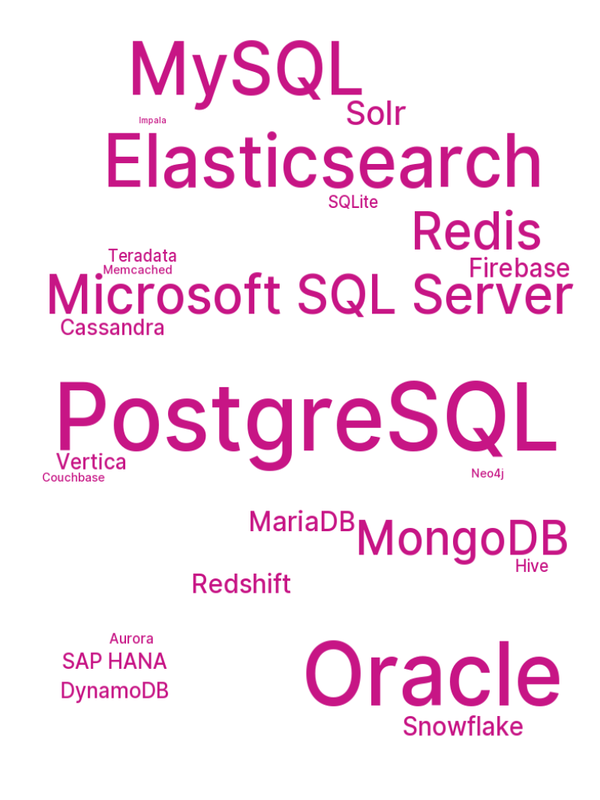 MySQL
Solr
Impala
Elasticsearch
SQLite
Redis
Teradata
Firebase
Memcached
Microsoft SQL Server
Cassandra
PostgreSQL
Vertica
Couchbase
Neo4j
MariaDB
MongoDB
Hive
Redshift
Aurora
SAP HANA
Oracle
DynamoDB
Snowflake